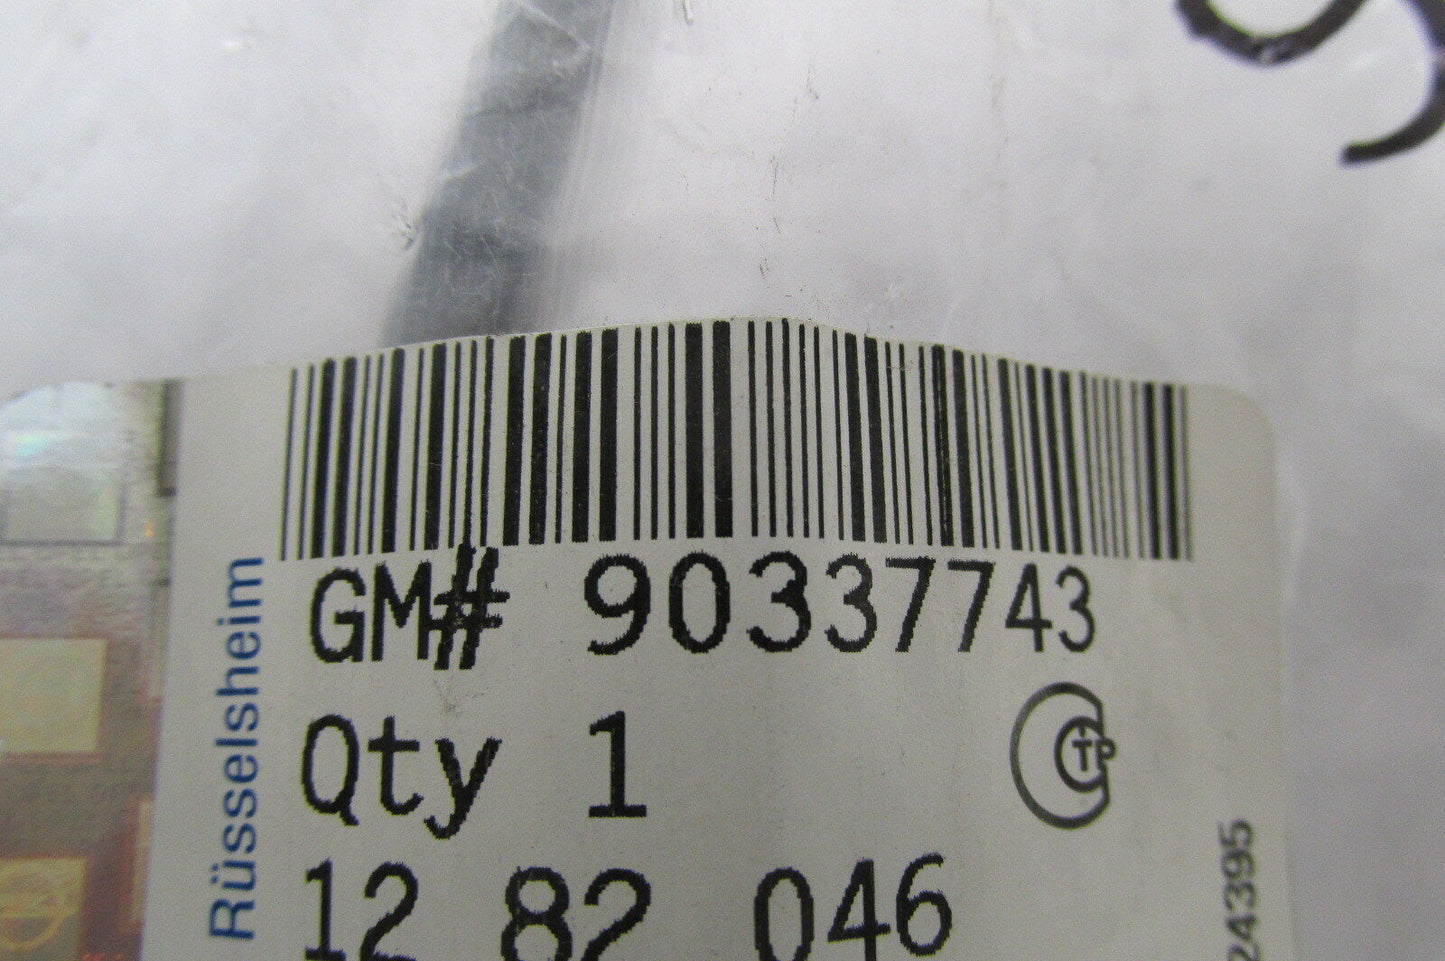 GM# 90337743
Qty 1
12 82 046
Rüsselsheim
24395